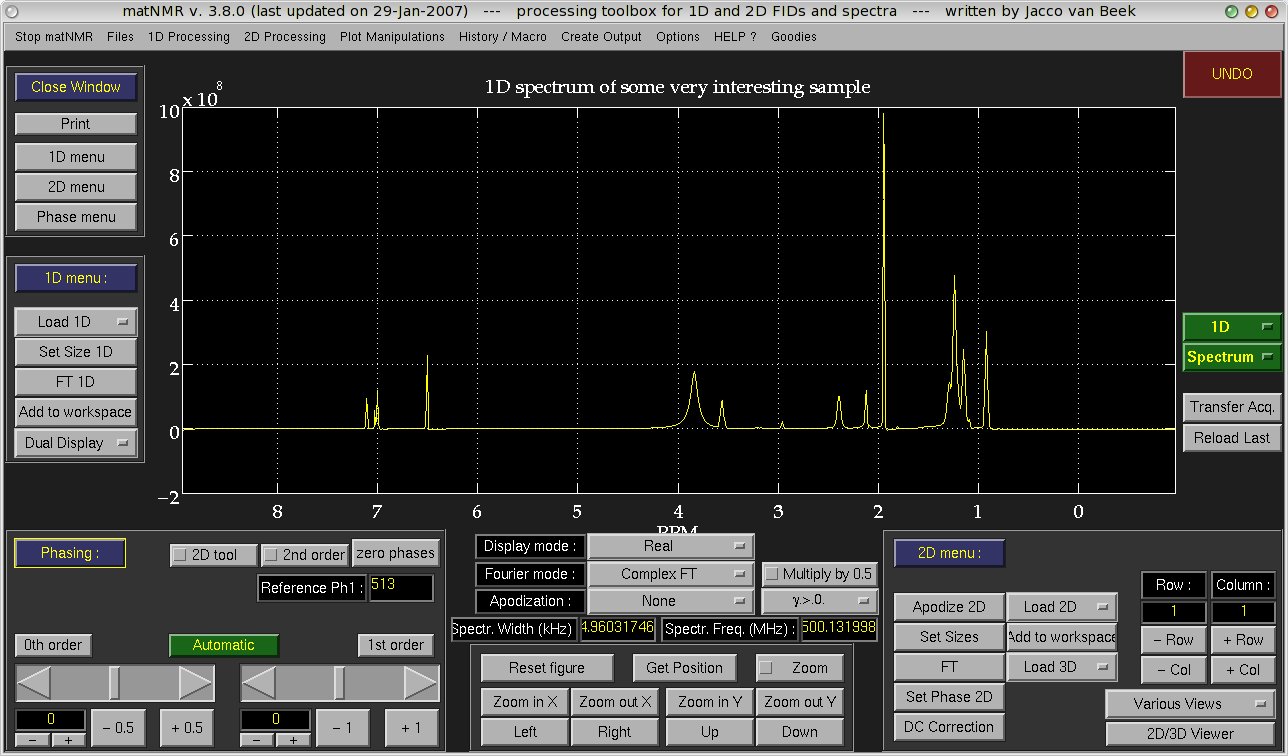 matNMR v. 3.8.0 (last updated on 29-Jan-2007) --- processing toolbox for 1D and 2D FIDs and spectra --- written by Jacco van Beek
Stop matNMR Files 1D Processing 2D Processing Plot Manipulations History / Macro Create Output Options HELP ? Goodies
Close Window
Print
1D menu
2D menu
Phase menu
1D menu :
Load 1D
Set Size 1D
FT 1D
Add to workspace
Dual Display
1D spectrum of some very interesting sample
x 10^8
10
8
6
4
2
0
−2
8 7 6 5 4 3 2 1 0
PPM
UNDO
1D
Spectrum
Transfer Acq.
Reload Last
Phasing :
2D tool 2nd order zero phases
Reference Ph1 : 513
0th order Automatic 1st order
0 − 0.5 + 0.5 0 − 1 + 1
− + − +
Display mode : Real
Fourier mode : Complex FT Multiply by 0.5
Apodization : None γ.>.0.
Spectr. Width (kHz) 4.96031746 Spectr. Freq. (MHz) : 500.131998
Reset figure Get Position Zoom
Zoom in X Zoom out X Zoom in Y Zoom out Y
Left Right Up Down
2D menu :
Row : Column :
Apodize 2D Load 2D 1 1
Set Sizes Add to workspace − Row + Row
FT Load 3D − Col + Col
Set Phase 2D Various Views
DC Correction 2D/3D Viewer